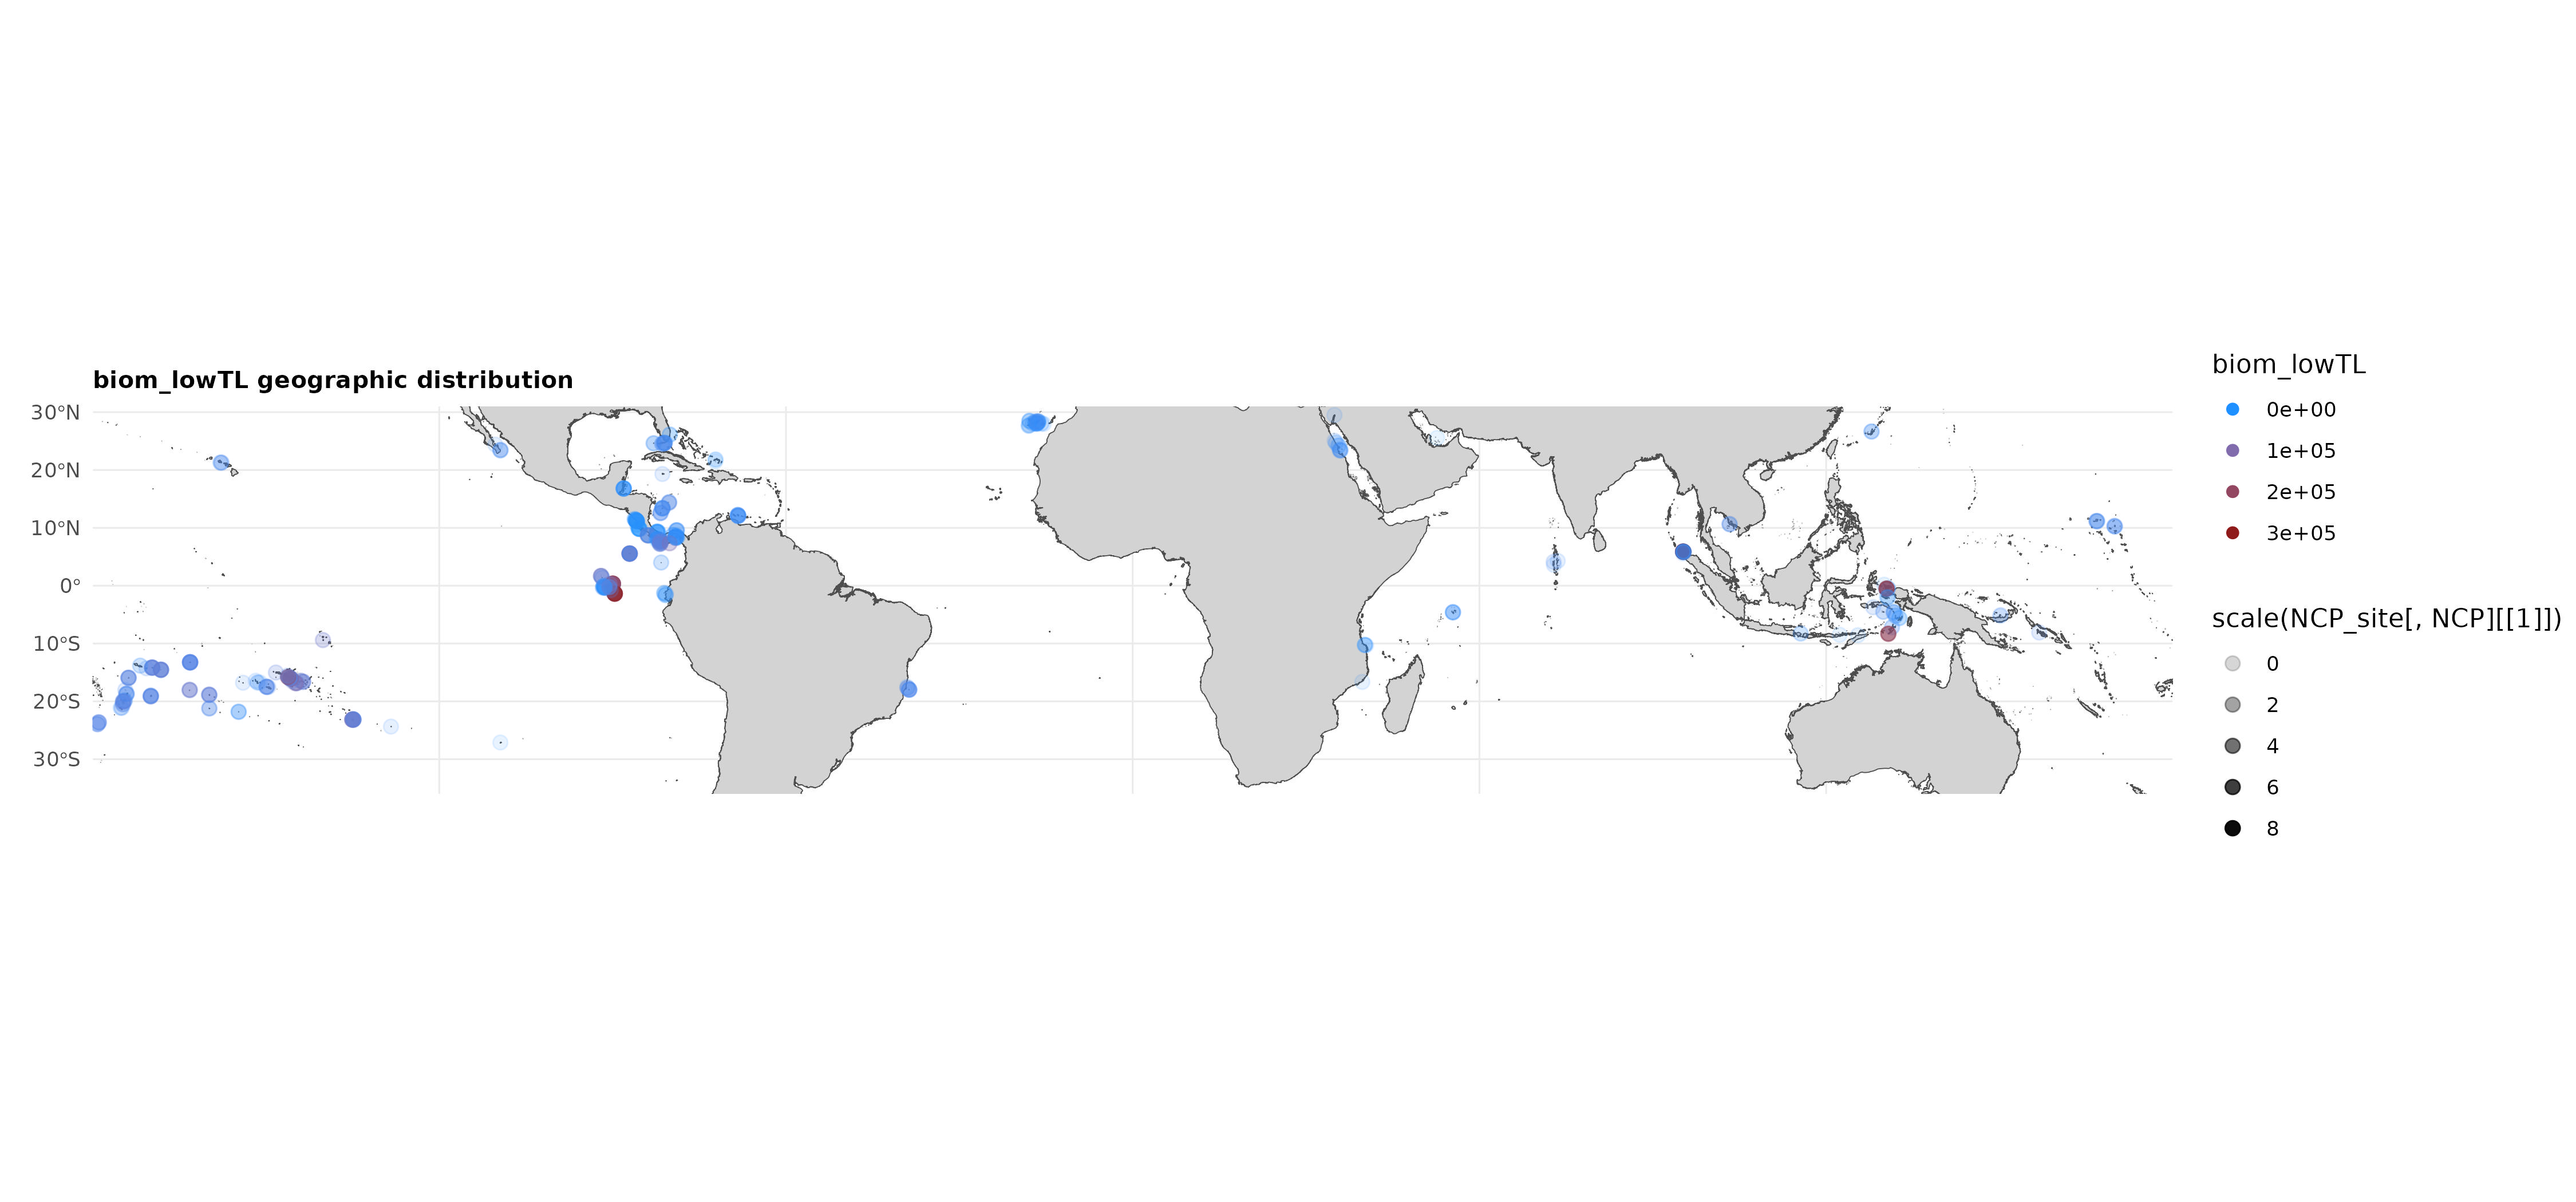 biom_lowTL geographic distribution
30°N
20°N
10°N
0°
10°S
20°S
30°S
biom_lowTL
0e+00
1e+05
2e+05
3e+05
scale(NCP_site[, NCP][[1]])
0
2
4
6
8